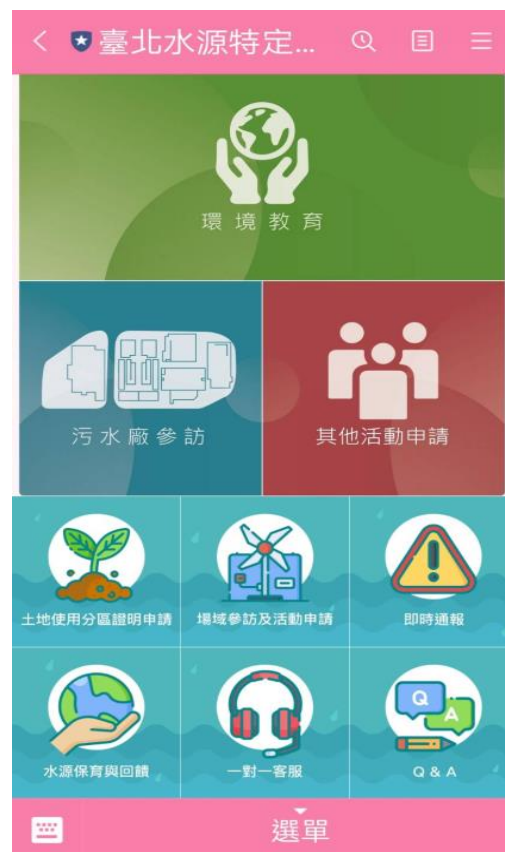 臺北水源特定...
環境教育
污水廠參訪
其他活動申請
土地使用分區證明申請
場域參訪及活動申請
即時通報
水源保育與回饋
一對一客服
Q
A
Q & A
選單